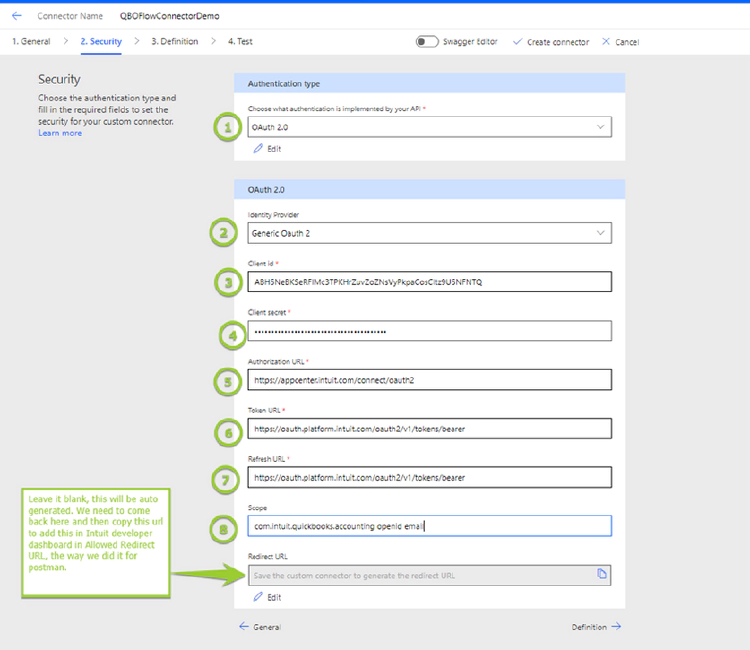 Connector Name QBOFlowConnectorDemo
1. General 2. Security 3. Definition 4. Test Swagger Editor Create connector Cancel
Security
Choose the authentication type and
fill in the required fields to set the
security for your custom connector.
Learn more
Authentication type
Choose what authentication is implemented by your API *
1
OAuth 2.0
Edit
OAuth 2.0
Identity Provider
2
Generic Oauth 2
Client id *
3
Client secret *
4
••••••••••••••••••••••••••••••••••••••••
Authorization URL *
5
https://appcenter.intuit.com/connect/oauth2
Token URL *
6
https://oauth.platform.intuit.com/oauth2/v1/tokens/bearer
Refresh URL *
7
https://oauth.platform.intuit.com/oauth2/v1/tokens/bearer
Scope
8
com.intuit.quickbooks.accounting openid email
Redirect URL
Save the custom connector to generate the redirect URL
Edit
Leave it blank, this will be auto
generated. We need to come
back here and then copy this url
to add this in Intuit developer
dashboard in Allowed Redirect
URL, the way we did it for
postman.
General Definition